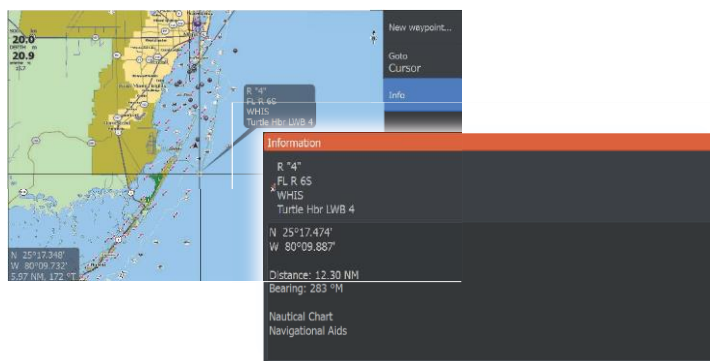 20.0
DEPTH m
20.9
R "4"
FL R 6S
WHIS
Turtle Hbr LWB 4
N 25°17.348'
W 80°09.732'
5.97 NM, 172 °T
New waypoint...
Goto
Cursor
Info
Information
R "4"
FL R 6S
WHIS
Turtle Hbr LWB 4
N 25°17.474'
W 80°09.887'
Distance: 12.30 NM
Bearing: 283 °M
Nautical Chart
Navigational Aids